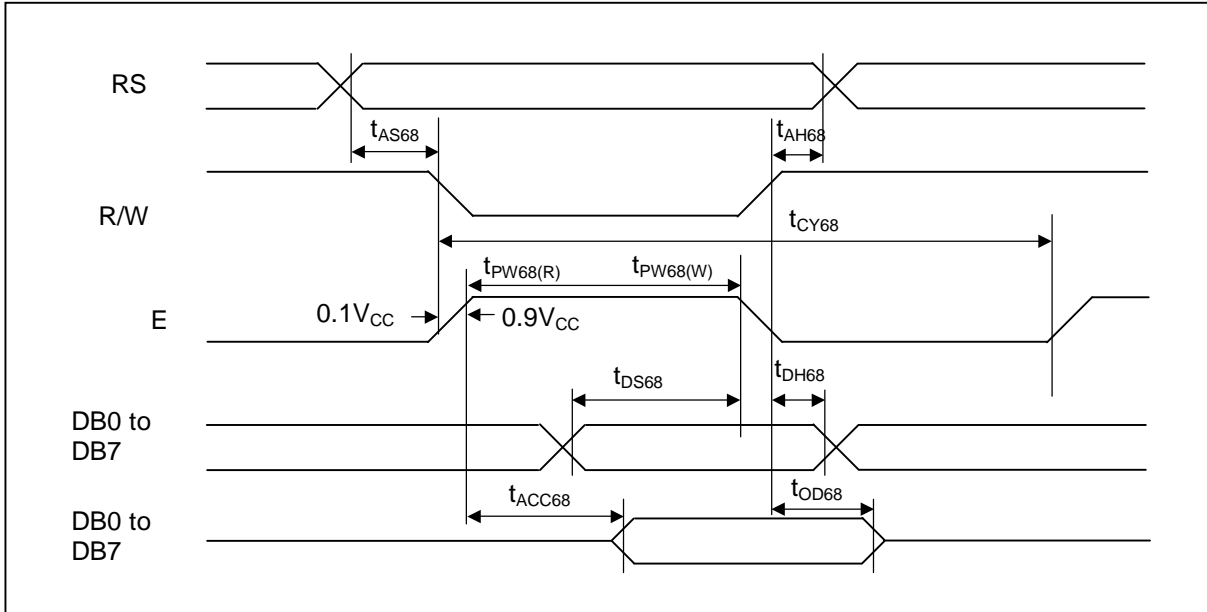 RS
tAS68
tAH68
R/W
tCY68
tPW68(R)
tPW68(W)
E
0.1VCC
0.9VCC
tDS68
tDH68
DB0 to
DB7
tACC68
tOD68
DB0 to
DB7